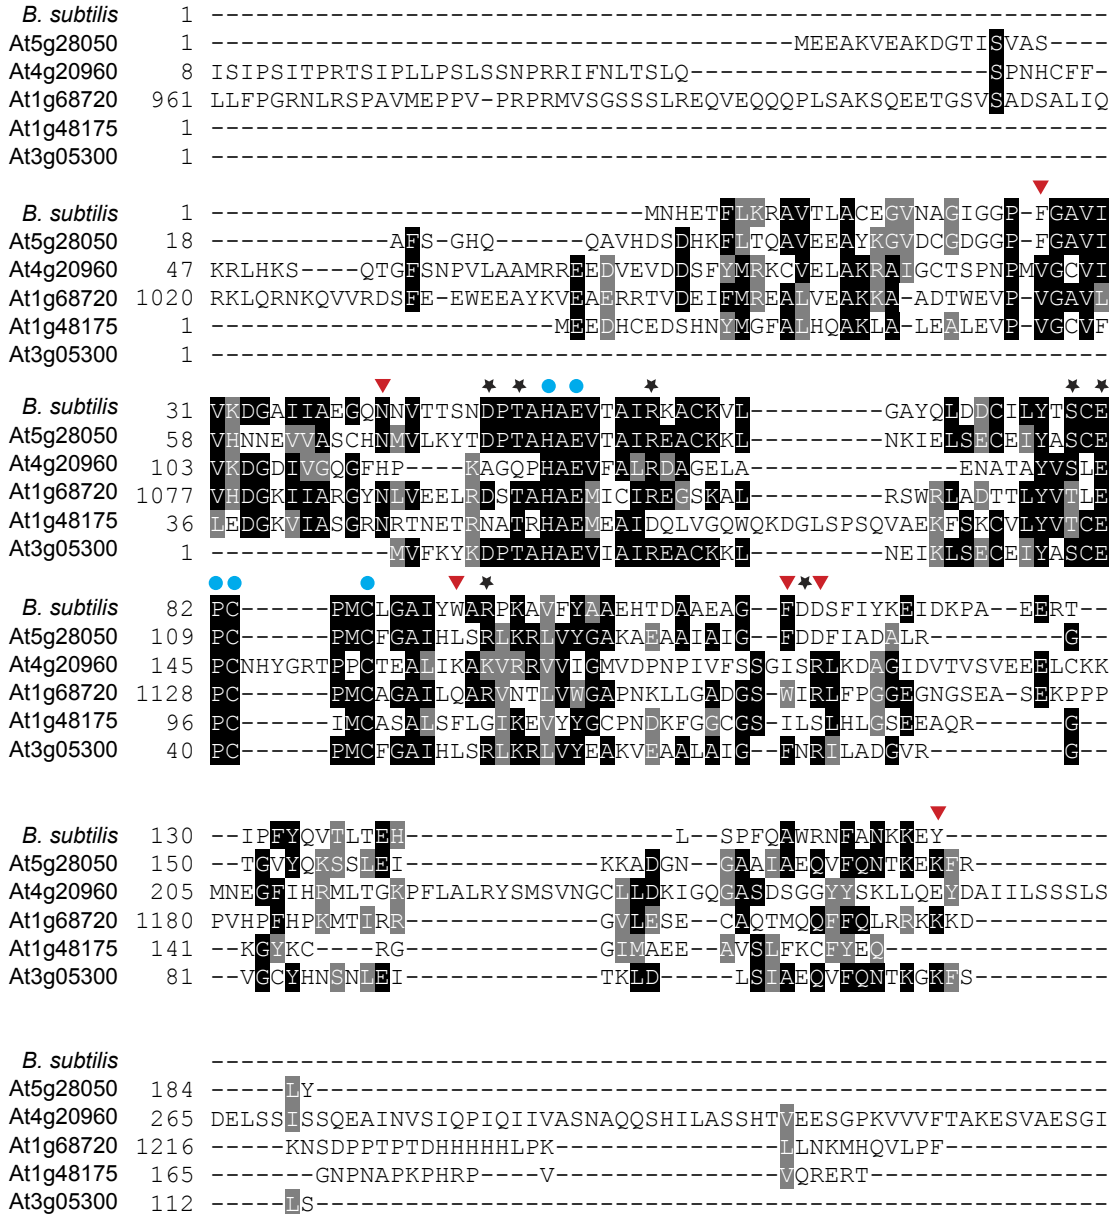 B. subtilis 1 ------------------------------------------------------------
At5g28050 1 ---------------------------------------MEEAKVEAKDGTISVAS----
At4g20960 8 ISIPSITPRTSIPLLPSLSSNPRRIFNLTSLQ--------------------SPNHCFF-
At1g68720 961 LLFPGRNLRSPAVMEPPV-PRPRMVSGSSSLREQVEQQQPLSAKSQEETGSVSADSALIQ
At1g48175 1 ------------------------------------------------------------
At3g05300 1 ------------------------------------------------------------
B. subtilis 1 -----------------------------MNHETFLKRAVTLACEGVNAGIGGP-FGAVI
At5g28050 18 ------------AFS-GHQ------QAVHDSDHKFLTQAVEEAYKGVDCGDGGP-FGAVI
At4g20960 47 KRLHKS----QTGFSNPVLAAMRREEDVEVDDSFYMRKCVELAKRAIGCTSPNPMVGCVI
At1g68720 1020 RKLQRNKQVVRDSFE-EWEEAYKVEAERRTVDEIFMREALVEAKKA-ADTWEVP-VGAVL
At1g48175 1 -----------------------MEEDHCEDSHNYMGFALHQAKLA-LEALEVP-VGCVF
At3g05300 1 ------------------------------------------------------------
B. subtilis 31 VKDGAIIAEGQNNVTTSNDPTAHAEVTAIRKACKVL---------GAYQLDDCILYTSCE
At5g28050 58 VHNNEVVASCHNMVLKYTDPTAHAEVTAIREACKKL---------NKIELSECEIYASCE
At4g20960 103 VKDGDIVGQGFHP----KAGQPHAEVFALRDAGELA--------------ENATAYVSLE
At1g68720 1077 VHDGKIIARGYNLVEELRDSTAHAEMICIREGSKAL---------RSWRLADTTLYVTLE
At1g48175 36 LEDGKVIASGRNRTNETRNATRHAEMEAIDQLVGQWQKDGLSPSQVAEKFSKCVLYVTCE
At3g05300 1 ------------MVFKYKDPTAHAEVIAIREACKKL---------NEIKLSECEIYASCE
B. subtilis 82 PC------PMCLGAIYWARPKAVFYAAEHTDAAEAG--FDDSFIYKEIDKPA--EERT--
At5g28050 109 PC------PMCFGAIHLSRLKRLVYGAKAEAAIAIG--FDDFIADALR---------G--
At4g20960 145 PCNHYGRTPPCTEALIKAKVRRVVIGMVDPNPIVFSSGISRLKDAGIDVTVSVEEELCKK
At1g68720 1128 PC------PMCAGAILQARVNTLVWGAPNKLLGADGS-WIRLFPGGEGNGSEA-SEKPPP
At1g48175 96 PC------IMCASALSFLGIKEVYYGCPNDKFGGCGS-ILSLHLGSEEAQR------G--
At3g05300 40 PC------PMCFGAIHLSRLKRLVYEAKVEAALAIG--FNRILADGVR---------G--
B. subtilis 130 --IPFYQVTLTEH------------------L--SPFQAWRNFANKKEY-----------
At5g28050 150 --TGVYQKSSLEI-------------KKADGN--GAAIAEQVFQNTKEKFR---------
At4g20960 205 MNEGFIHRMLTGKPFLALRYSMSVNGCLLDKIGQGASDSGGYYSKLLQEYDAIILSSSLS
At1g68720 1180 PVHPFHPKMTIRR-------------GVLESE--CAQTMQQFFQLRRKKKD---------
At1g48175 141 --KGYKC----RG-------------GIMAEE--AVSLFKCFYEQ---------------
At3g05300 81 --VGCYHNSNLEI-------------TKLD-----LSIAEQVFQNTKGKFS---------
B. subtilis ------------------------------------------------------------
At5g28050 184 -----LY-----------------------------------------------------
At4g20960 265 DELSSISSQEAINVSIQPIQIIVASNAQQSHILASSHTVEESGPKVVVFTAKESVAESGI
At1g68720 1216 -----KNSDPPTPTDHHHHHLPK---------------LLNKMHQVLPF-----------
At1g48175 165 -------GNPNAPKPHRP----V---------------VQRERT----------------
At3g05300 112 -----LS-----------------------------------------------------